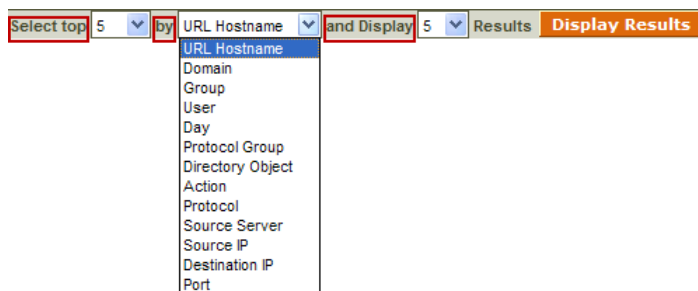 Select top 5 by URL Hostname and Display 5 Results Display Results
URL Hostname
Domain
Group
User
Day
Protocol Group
Directory Object
Action
Protocol
Source Server
Source IP
Destination IP
Port